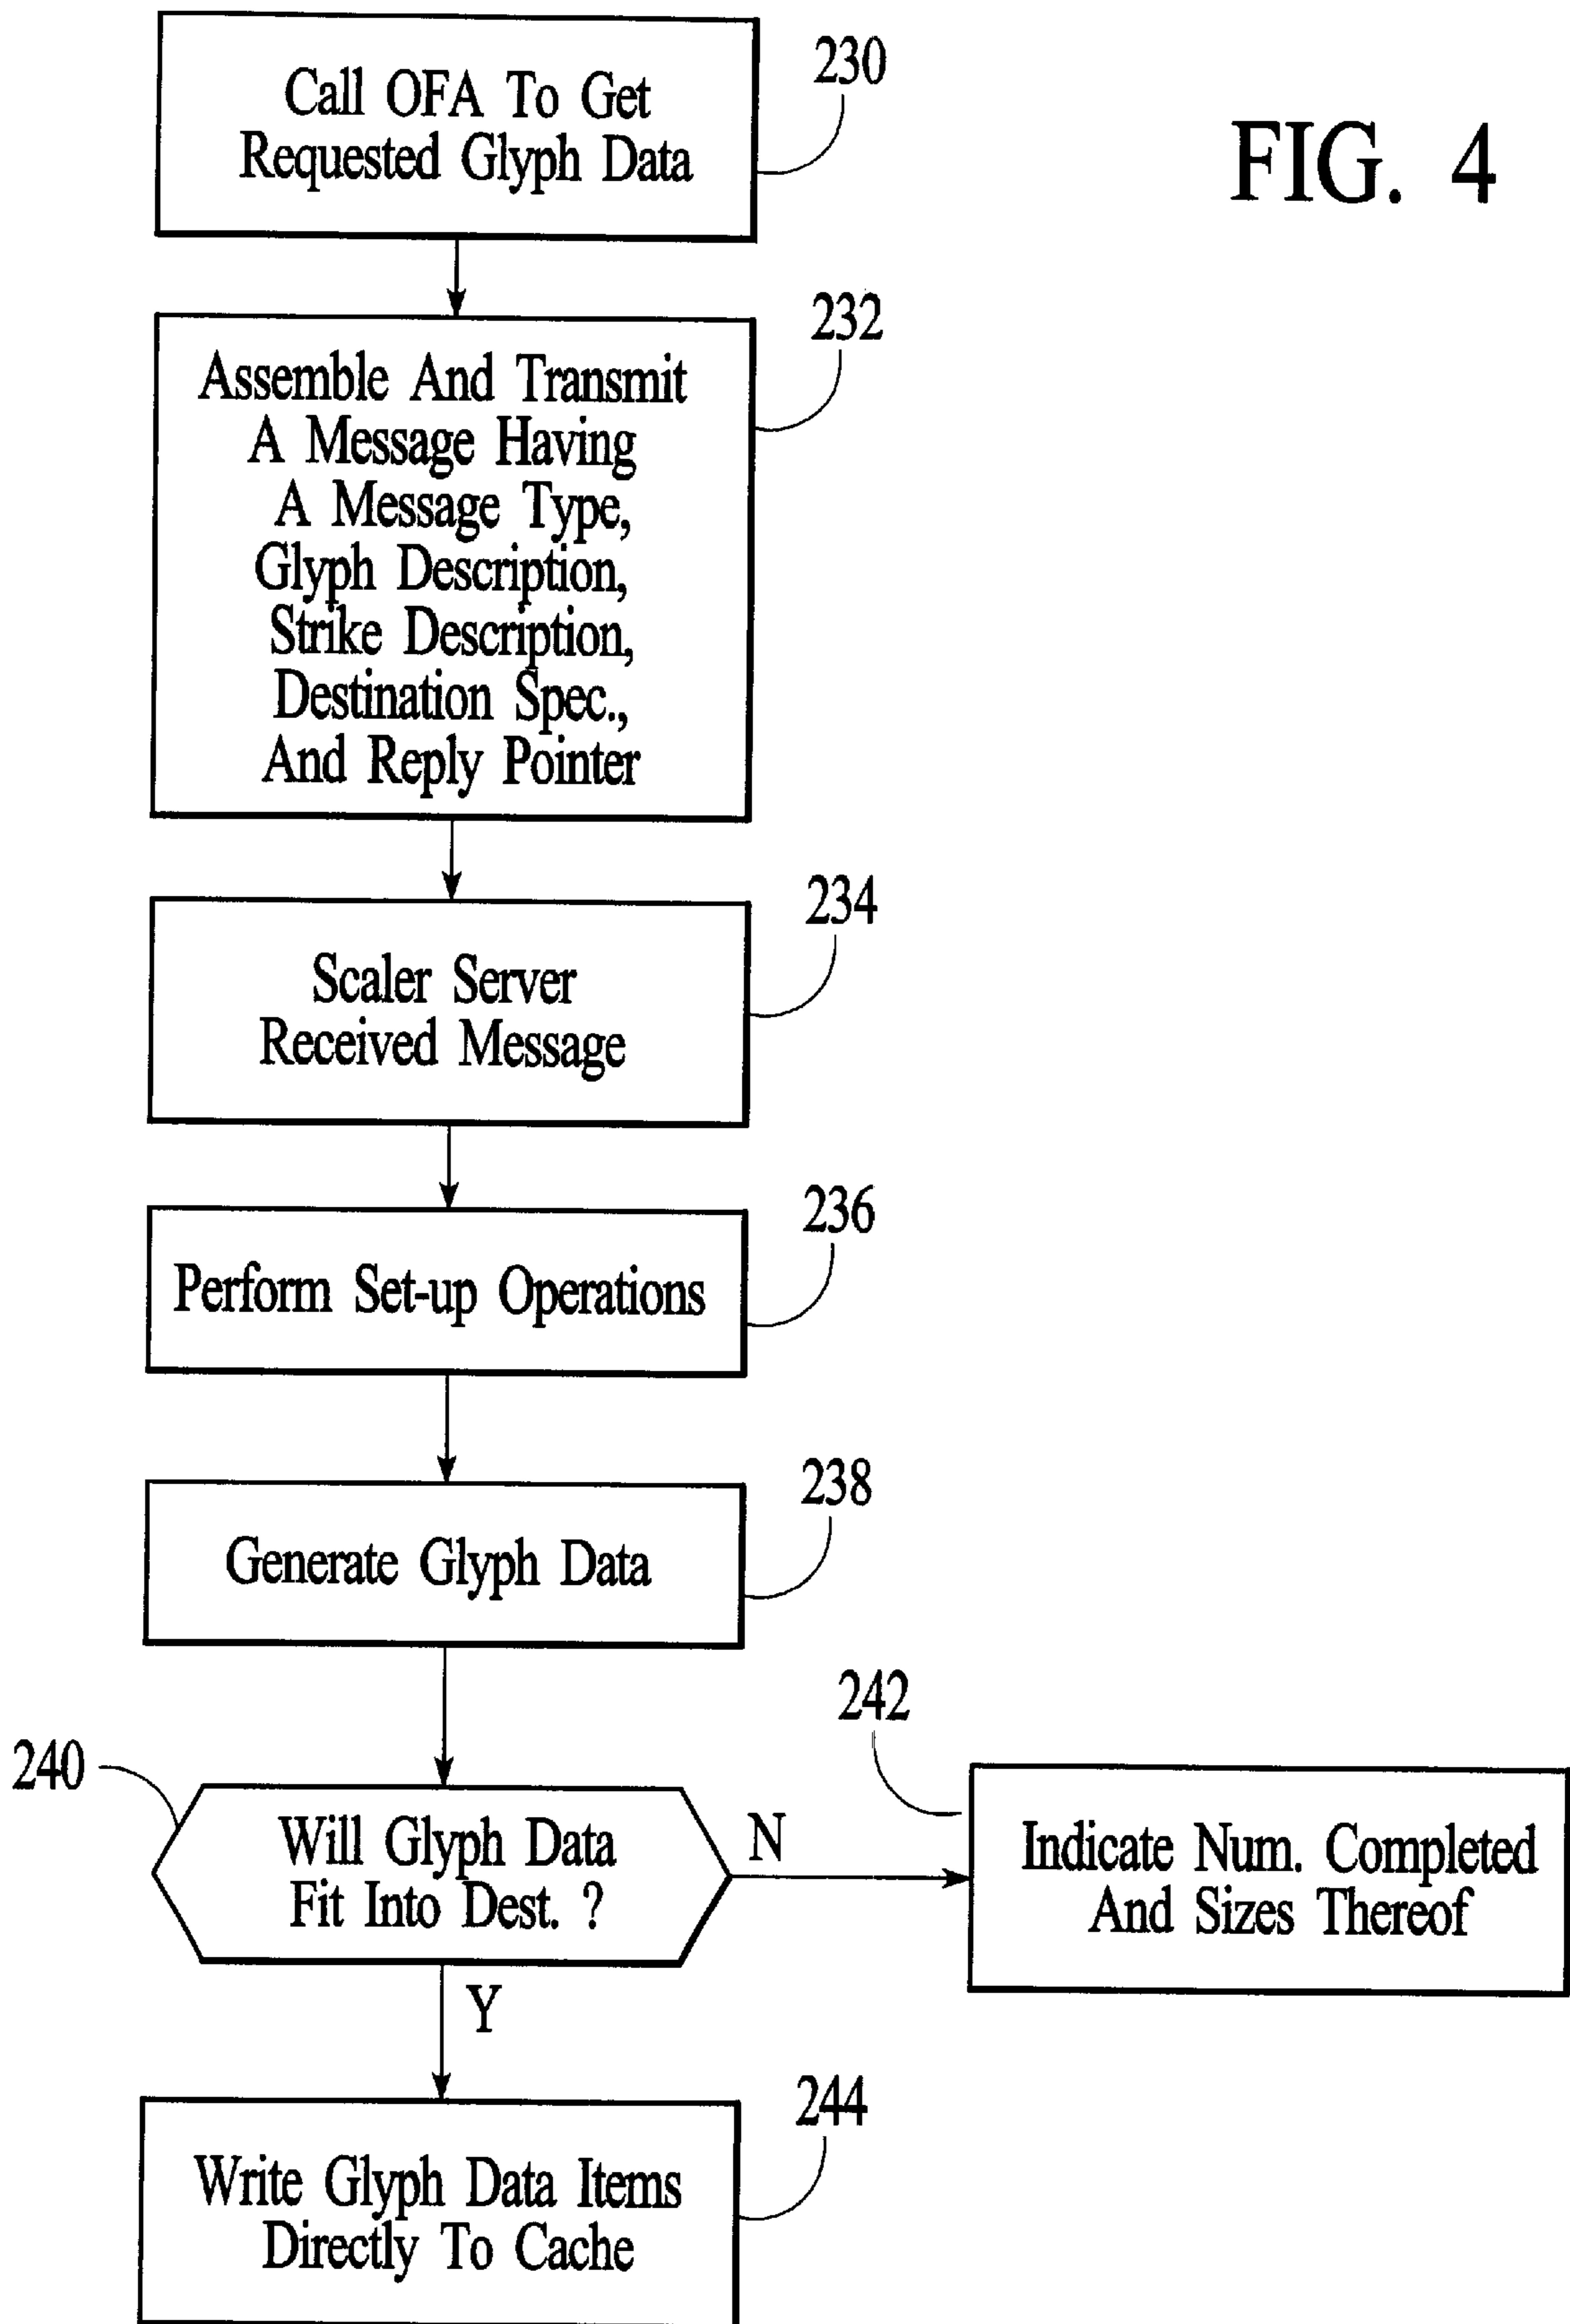 FIG. 4
230
Call OFA To Get
Requested Glyph Data
232
Assemble And Transmit
A Message Having
A Message Type,
Glyph Description,
Strike Description,
Destination Spec.,
And Reply Pointer
234
Scaler Server
Received Message
236
Perform Set-up Operations
238
Generate Glyph Data
240
Will Glyph Data
Fit Into Dest. ?
N
242
Indicate Num. Completed
And Sizes Thereof
Y
244
Write Glyph Data Items
Directly To Cache